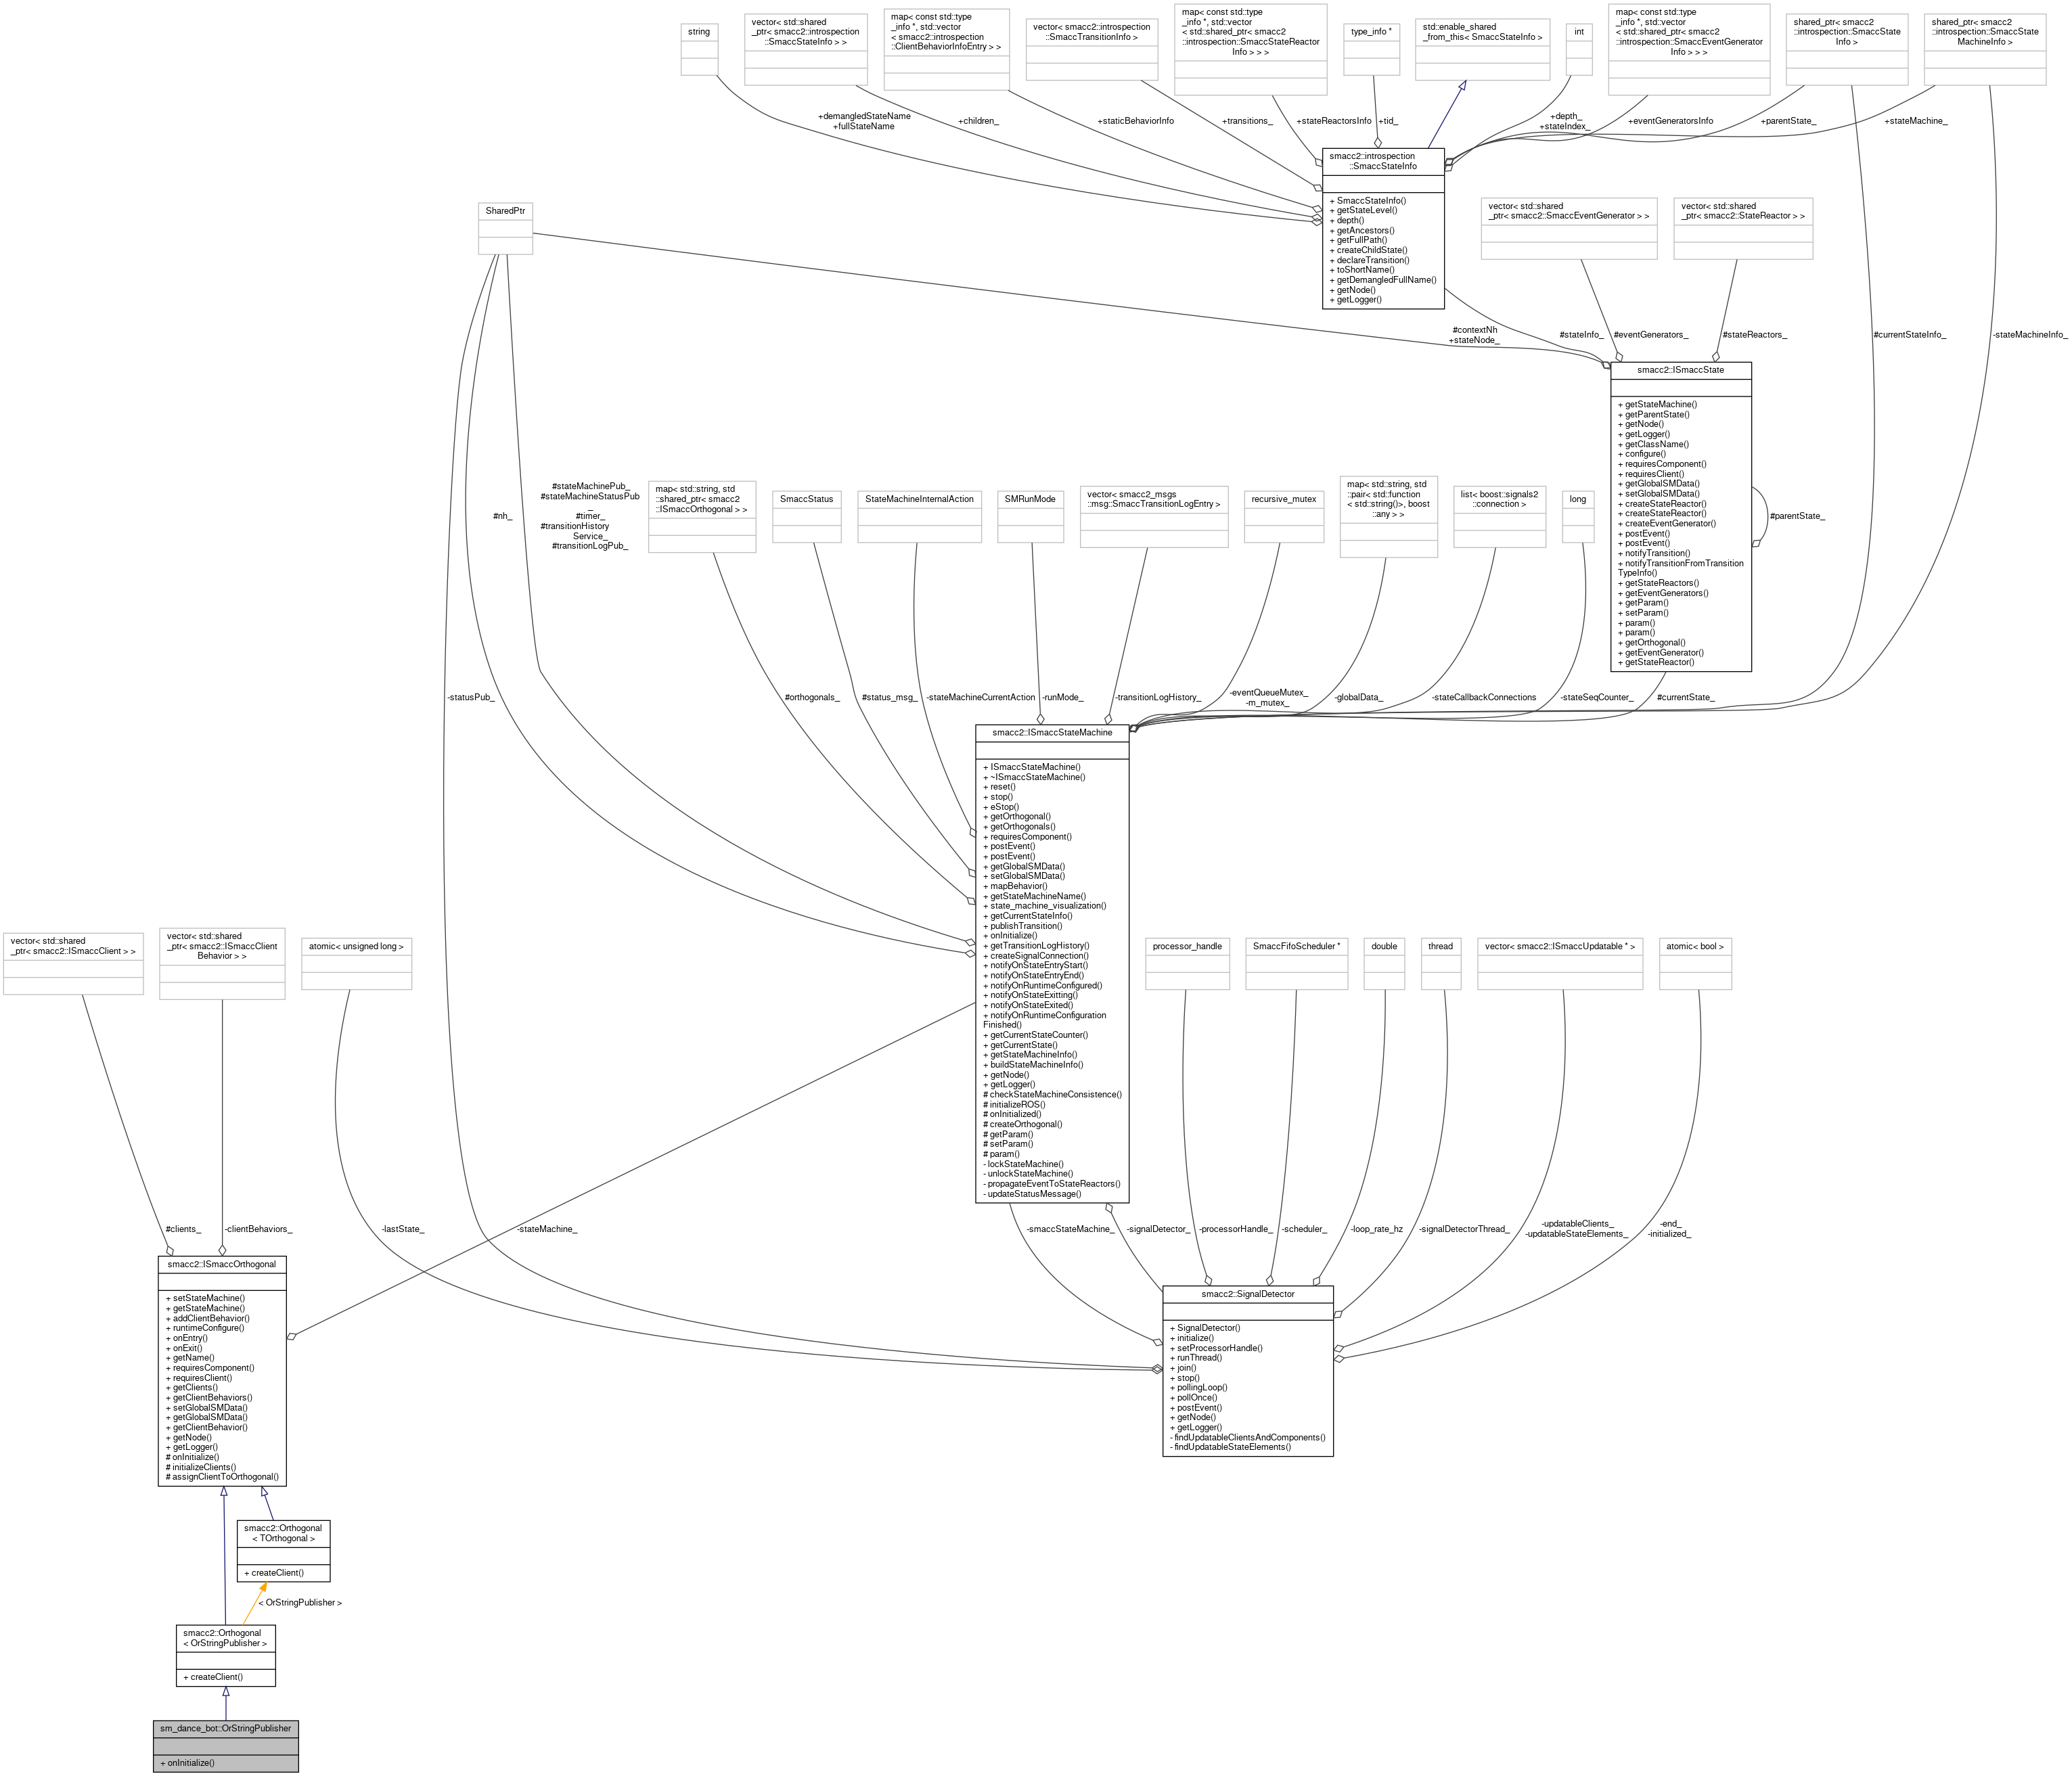 string
vector< std::shared
_ptr< smacc2::introspection
::SmaccStateInfo > >
map< const std::type
_info *, std::vector
< smacc2::introspection
::ClientBehaviorInfoEntry > >
vector< smacc2::introspection
::SmaccTransitionInfo >
map< const std::type
_info *, std::vector
< std::shared_ptr< smacc2
::introspection::SmaccStateReactor
Info > > >
type_info *
std::enable_shared
_from_this< SmaccStateInfo >
int
map< const std::type
_info *, std::vector
< std::shared_ptr< smacc2
::introspection::SmaccEventGenerator
Info > > >
shared_ptr< smacc2
::introspection::SmaccState
Info >
shared_ptr< smacc2
::introspection::SmaccState
MachineInfo >
+demangledStateName
+fullStateName
+children_
+staticBehaviorInfo
+transitions_
+stateReactorsInfo
+tid_
+depth_
+stateIndex_
+eventGeneratorsInfo
+parentState_
+stateMachine_
smacc2::introspection
::SmaccStateInfo
+ SmaccStateInfo()
+ getStateLevel()
+ depth()
+ getAncestors()
+ getFullPath()
+ createChildState()
+ declareTransition()
+ toShortName()
+ getDemangledFullName()
+ getNode()
+ getLogger()
SharedPtr
vector< std::shared
_ptr< smacc2::SmaccEventGenerator > >
vector< std::shared
_ptr< smacc2::StateReactor > >
#contextNh
+stateNode_
#stateInfo_
#eventGenerators_
#stateReactors_
#currentStateInfo_
-stateMachineInfo_
smacc2::ISmaccState
+ getStateMachine()
+ getParentState()
+ getNode()
+ getLogger()
+ getClassName()
+ configure()
+ requiresComponent()
+ requiresClient()
+ getGlobalSMData()
+ setGlobalSMData()
+ createStateReactor()
+ createStateReactor()
+ createEventGenerator()
+ postEvent()
+ postEvent()
+ notifyTransition()
+ notifyTransitionFromTransition
TypeInfo()
+ getStateReactors()
+ getEventGenerators()
+ getParam()
+ setParam()
+ param()
+ param()
+ getOrthogonal()
+ getEventGenerator()
+ getStateReactor()
#parentState_
#nh_
#stateMachinePub_
#stateMachineStatusPub
_
#timer_
#transitionHistory
Service_
#transitionLogPub_
map< std::string, std
::shared_ptr< smacc2
::ISmaccOrthogonal > >
SmaccStatus
StateMachineInternalAction
SMRunMode
vector< smacc2_msgs
::msg::SmaccTransitionLogEntry >
recursive_mutex
map< std::string, std
::pair< std::function
< std::string()>, boost
::any > >
list< boost::signals2
::connection >
long
-statusPub_
#orthogonals_
#status_msg_
-stateMachineCurrentAction
-runMode_
-transitionLogHistory_
-eventQueueMutex_
-m_mutex_
-globalData_
-stateCallbackConnections
-stateSeqCounter_
#currentState_
smacc2::ISmaccStateMachine
+ ISmaccStateMachine()
+ ~ISmaccStateMachine()
+ reset()
+ stop()
+ eStop()
+ getOrthogonal()
+ getOrthogonals()
+ requiresComponent()
+ postEvent()
+ postEvent()
+ getGlobalSMData()
+ setGlobalSMData()
+ mapBehavior()
+ getStateMachineName()
+ state_machine_visualization()
+ getCurrentStateInfo()
+ publishTransition()
+ onInitialize()
+ getTransitionLogHistory()
+ createSignalConnection()
+ notifyOnStateEntryStart()
+ notifyOnStateEntryEnd()
+ notifyOnRuntimeConfigured()
+ notifyOnStateExitting()
+ notifyOnStateExited()
+ notifyOnRuntimeConfiguration
Finished()
+ getCurrentStateCounter()
+ getCurrentState()
+ getStateMachineInfo()
+ buildStateMachineInfo()
+ getNode()
+ getLogger()
# checkStateMachineConsistence()
# initializeROS()
# onInitialized()
# createOrthogonal()
# getParam()
# setParam()
# param()
- lockStateMachine()
- unlockStateMachine()
- propagateEventToStateReactors()
- updateStatusMessage()
vector< std::shared
_ptr< smacc2::ISmaccClient > >
vector< std::shared
_ptr< smacc2::ISmaccClient
Behavior > >
atomic< unsigned long >
processor_handle
SmaccFifoScheduler *
double
thread
vector< smacc2::ISmaccUpdatable * >
atomic< bool >
#clients_
-clientBehaviors_
-lastState_
-stateMachine_
-smaccStateMachine_
-signalDetector_
-processorHandle_
-scheduler_
-loop_rate_hz
-signalDetectorThread_
-updatableClients_
-updatableStateElements_
-end_
-initialized_
smacc2::ISmaccOrthogonal
+ setStateMachine()
+ getStateMachine()
+ addClientBehavior()
+ runtimeConfigure()
+ onEntry()
+ onExit()
+ getName()
+ requiresComponent()
+ requiresClient()
+ getClients()
+ getClientBehaviors()
+ setGlobalSMData()
+ getGlobalSMData()
+ getClientBehavior()
+ getNode()
+ getLogger()
# onInitialize()
# initializeClients()
# assignClientToOrthogonal()
smacc2::SignalDetector
+ SignalDetector()
+ initialize()
+ setProcessorHandle()
+ runThread()
+ join()
+ stop()
+ pollingLoop()
+ pollOnce()
+ postEvent()
+ getNode()
+ getLogger()
- findUpdatableClientsAndComponents()
- findUpdatableStateElements()
smacc2::Orthogonal
< TOrthogonal >
+ createClient()
< OrStringPublisher >
smacc2::Orthogonal
< OrStringPublisher >
+ createClient()
sm_dance_bot::OrStringPublisher
+ onInitialize()